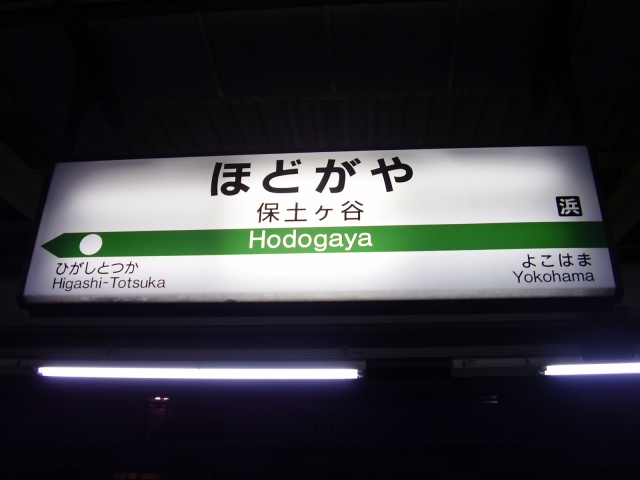 ほどがや
保土ヶ谷
浜
Hodogaya
ひがしとつか
Higashi-Totsuka
よこはま
Yokohama